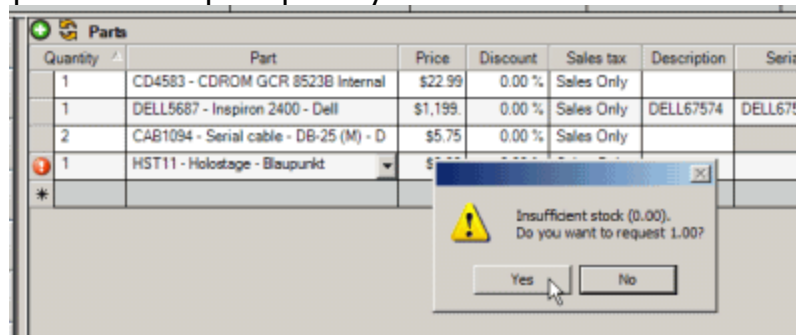 Parts
Quantity Part Price Discount Sales tax Description
1 CD4583 - CDROM GCR 8523B Internal $22.99 0.00 % Sales Only
1 DELL5687 - Inspiron 2400 - Dell $1,199. 0.00 % Sales Only DELL67574 DELL67
2 CAB1094 - Serial cable - DB-25 (M) - D $5.75 0.00 % Sales Only
1 HST11 - Holostage - Blaupunkt
Insufficient stock (0.00).
Do you want to request 1.00?
Yes No